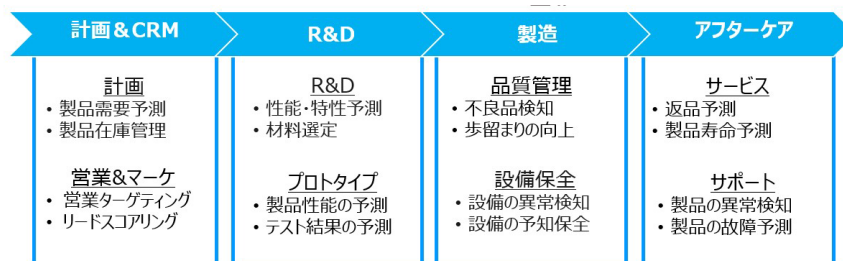 計画&CRM
R&D
製造
アフターケア
計画
・製品需要予測
・製品在庫管理
営業&マーケ
・営業ターゲティング
・リードスコアリング
R&D
・性能・特性予測
・材料選定
プロトタイプ
・製品性能の予測
・テスト結果の予測
品質管理
・不良品検知
・歩留まりの向上
設備保全
・設備の異常検知
・設備の予知保全
サービス
・返品予測
・製品寿命予測
サポート
・製品の異常検知
・製品の故障予測